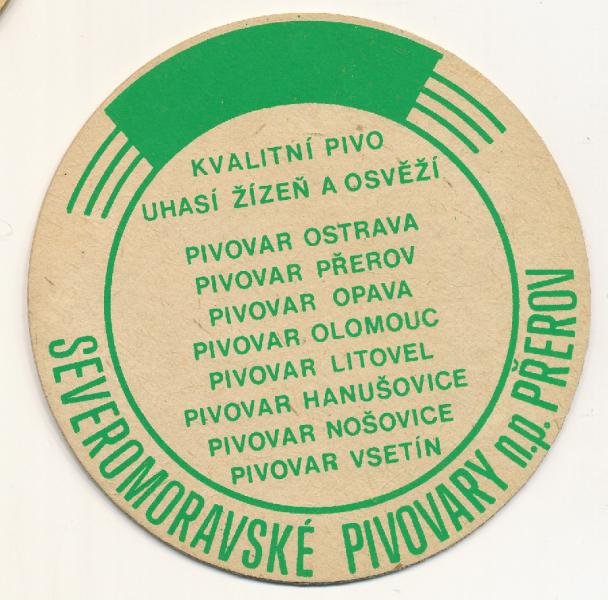 KVALITNÍ PIVO
UHASÍ ŽÍZEŇ A OSVĚŽÍ
PIVOVAR OSTRAVA
PIVOVAR PŘEROV
PIVOVAR OPAVA
PIVOVAR OLOMOUC
PIVOVAR LITOVEL
PIVOVAR HANUŠOVICE
PIVOVAR NOŠOVICE
PIVOVAR VSETÍN
SEVEROMORAVSKÉ PIVOVARY n.p. PŘEROV